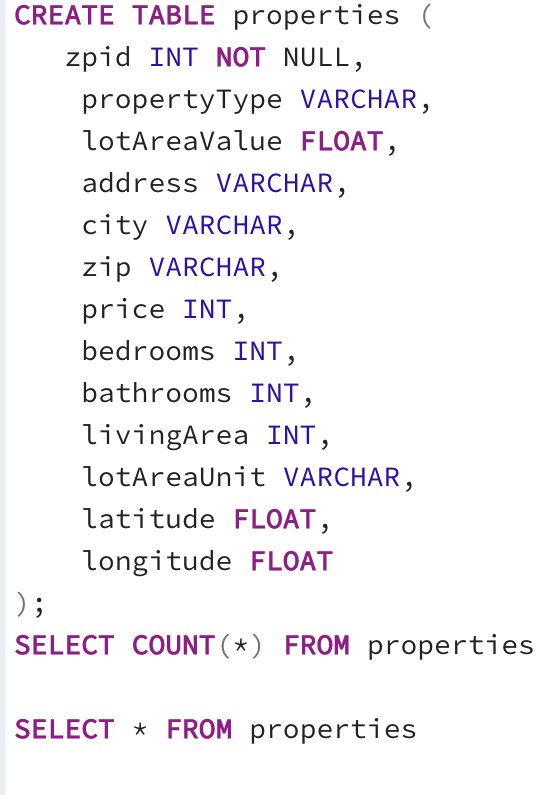 CREATE TABLE properties (
zpid INT NOT NULL,
propertyType VARCHAR,
lotAreaValue FLOAT,
address VARCHAR,
city VARCHAR,
zip VARCHAR,
price INT,
bedrooms INT,
bathrooms INT,
livingArea INT,
lotAreaUnit VARCHAR,
latitude FLOAT,
longitude FLOAT
);
SELECT COUNT(*) FROM properties
SELECT * FROM properties